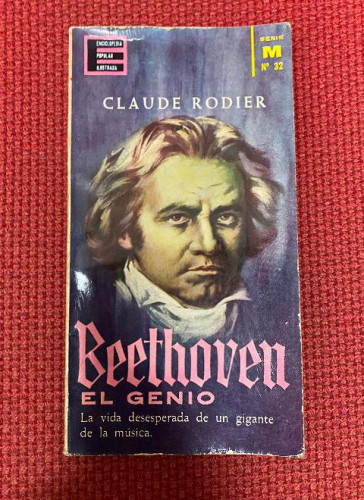 ENCICLOPEDIA
POPULAR
ILUSTRADA
SERIE
M
Nº 32
CLAUDE RODIER
Beethoven
EL GENIO
La vida desesperada de un gigante
de la música.